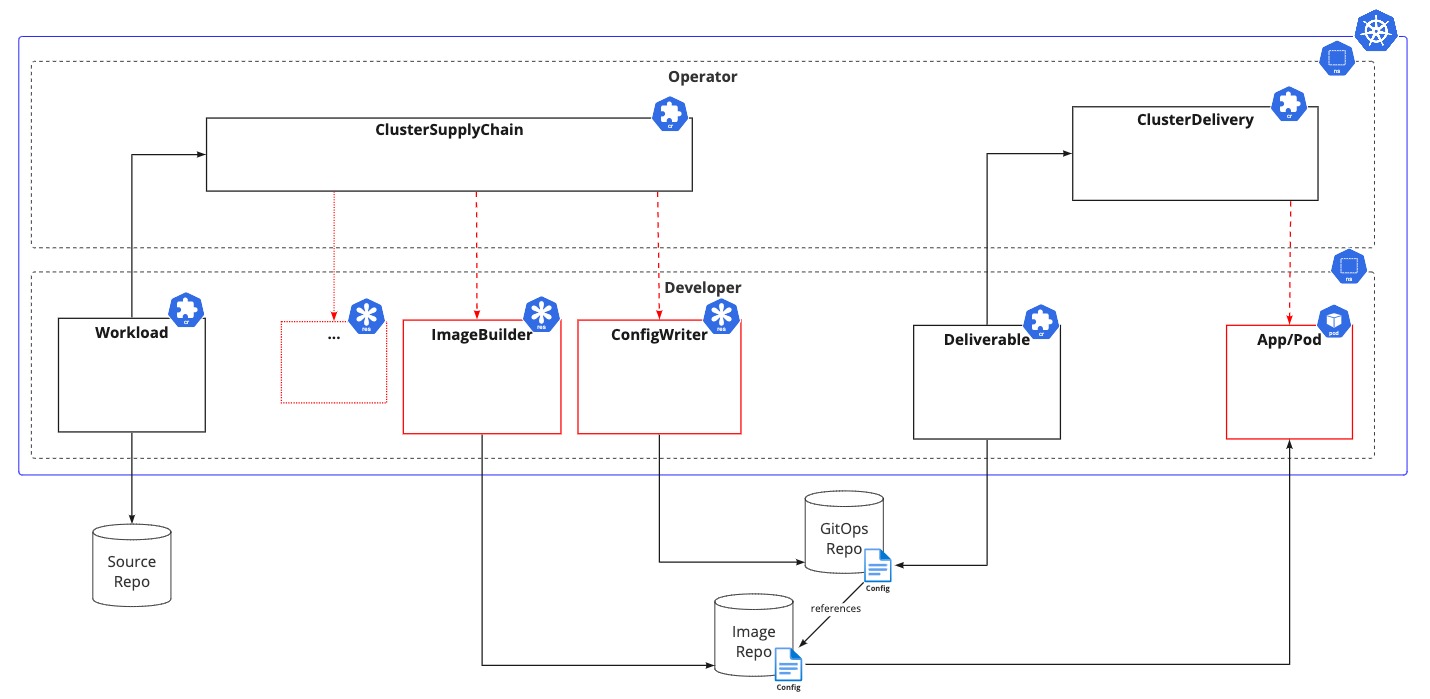 ns
Operator
cr
ClusterSupplyChain
cr
ClusterDelivery
ns
Developer
cr
Workload
res
...
res
ImageBuilder
res
ConfigWriter
cr
Deliverable
pod
App/Pod
Source
Repo
GitOps
Repo
Config
references
Image
Repo
Config